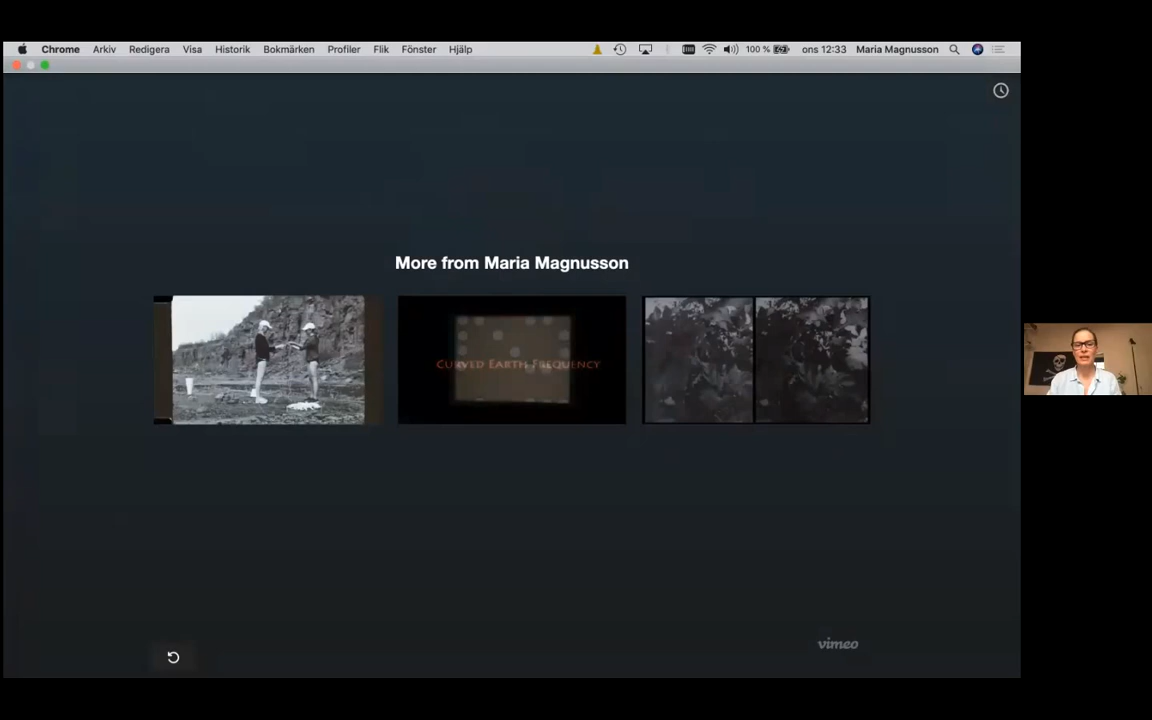 Chrome Arkiv Redigera Visa Historik Bokmärken Profiler Flik Fönster Hjälp 100 % ons 12:33 Maria Magnusson
More from Maria Magnusson
CURVED EARTH FREQUENCY
vimeo